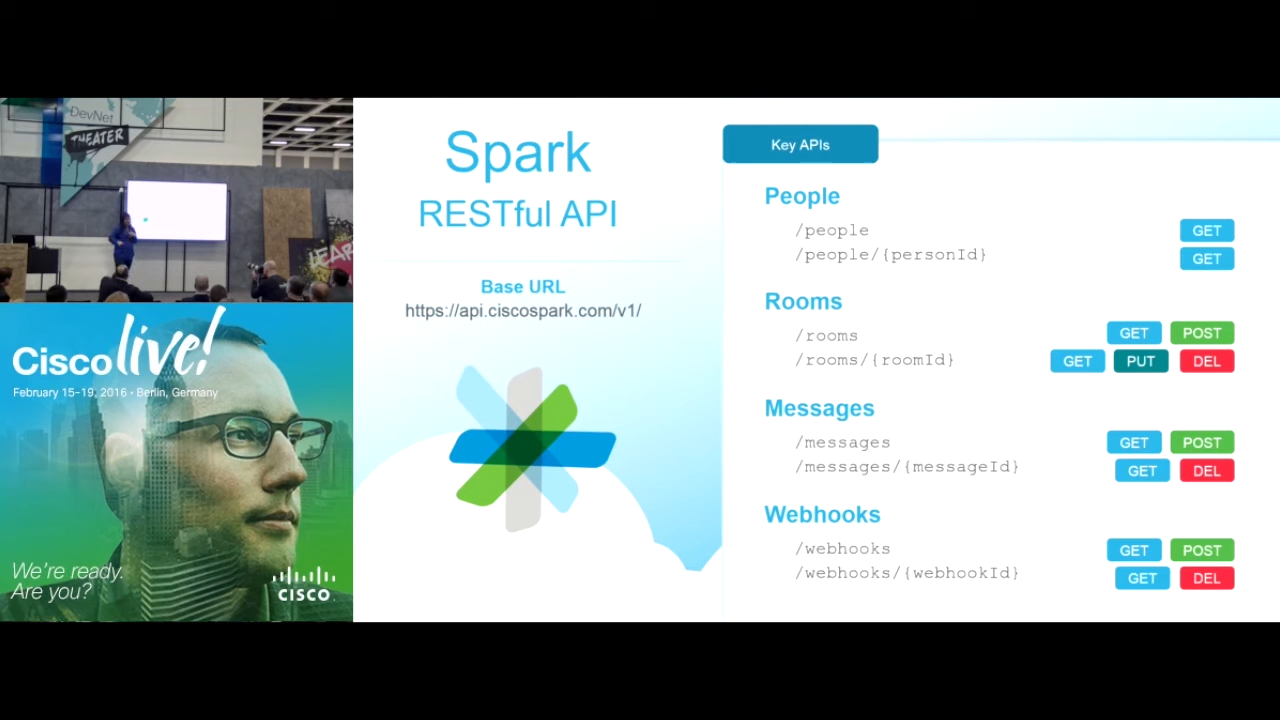 DevNet
THEATER
LEAR
Cisco live!
February 15-19, 2016 • Berlin, Germany
We're ready.
Are you?
CISCO
Spark
RESTful API
Base URL
https://api.ciscospark.com/v1/
Key APIs
People
/people GET
/people/{personId} GET
Rooms
/rooms GET POST
/rooms/{roomId} GET PUT DEL
Messages
/messages GET POST
/messages/{messageId} GET DEL
Webhooks
/webhooks GET POST
/webhooks/{webhookId} GET DEL